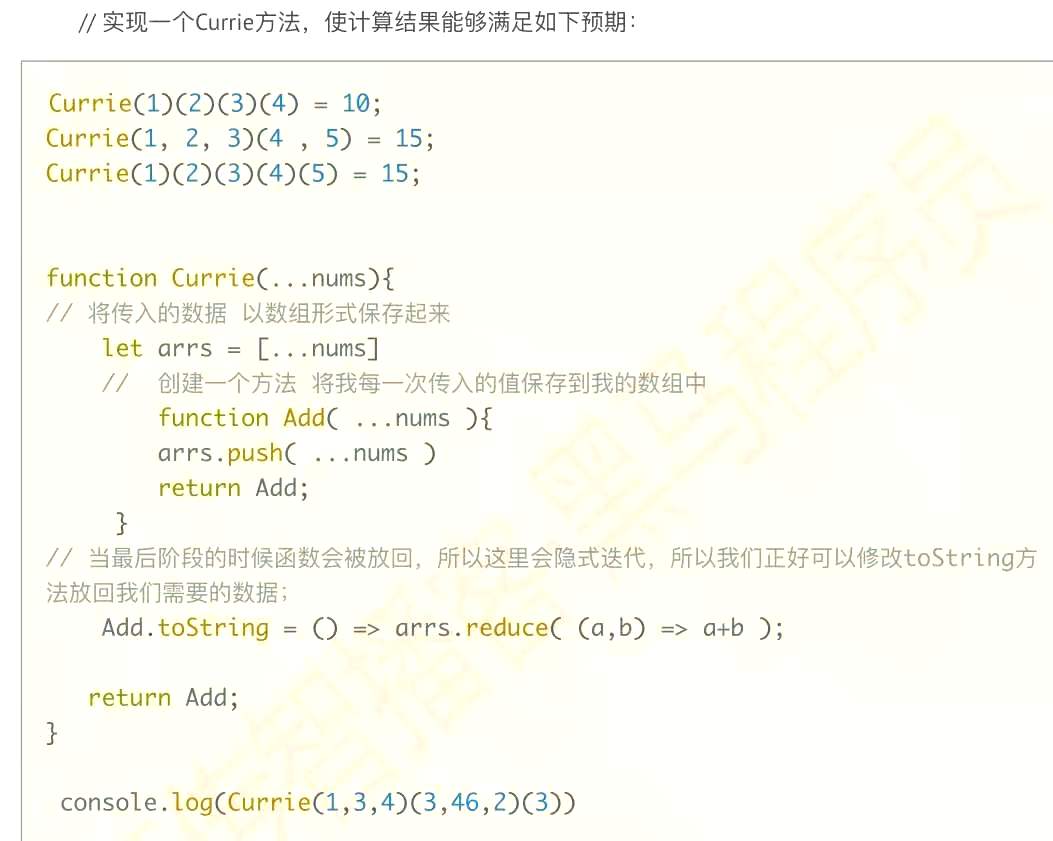 // 实现一个Currie方法，使计算结果能够满足如下预期：
Currie(1)(2)(3)(4) = 10;
Currie(1, 2, 3)(4 , 5) = 15;
Currie(1)(2)(3)(4)(5) = 15;
function Currie(...nums){
// 将传入的数据 以数组形式保存起来
let arrs = [...nums]
// 创建一个方法 将我每一次传入的值保存到我的数组中
function Add( ...nums ){
arrs.push( ...nums )
return Add;
}
// 当最后阶段的时候函数会被放回，所以这里会隐式迭代，所以我们正好可以修改toString方
法放回我们需要的数据；
Add.toString = () => arrs.reduce( (a,b) => a+b );
return Add;
}
console.log(Currie(1,3,4)(3,46,2)(3))
智播客·黑马程序员